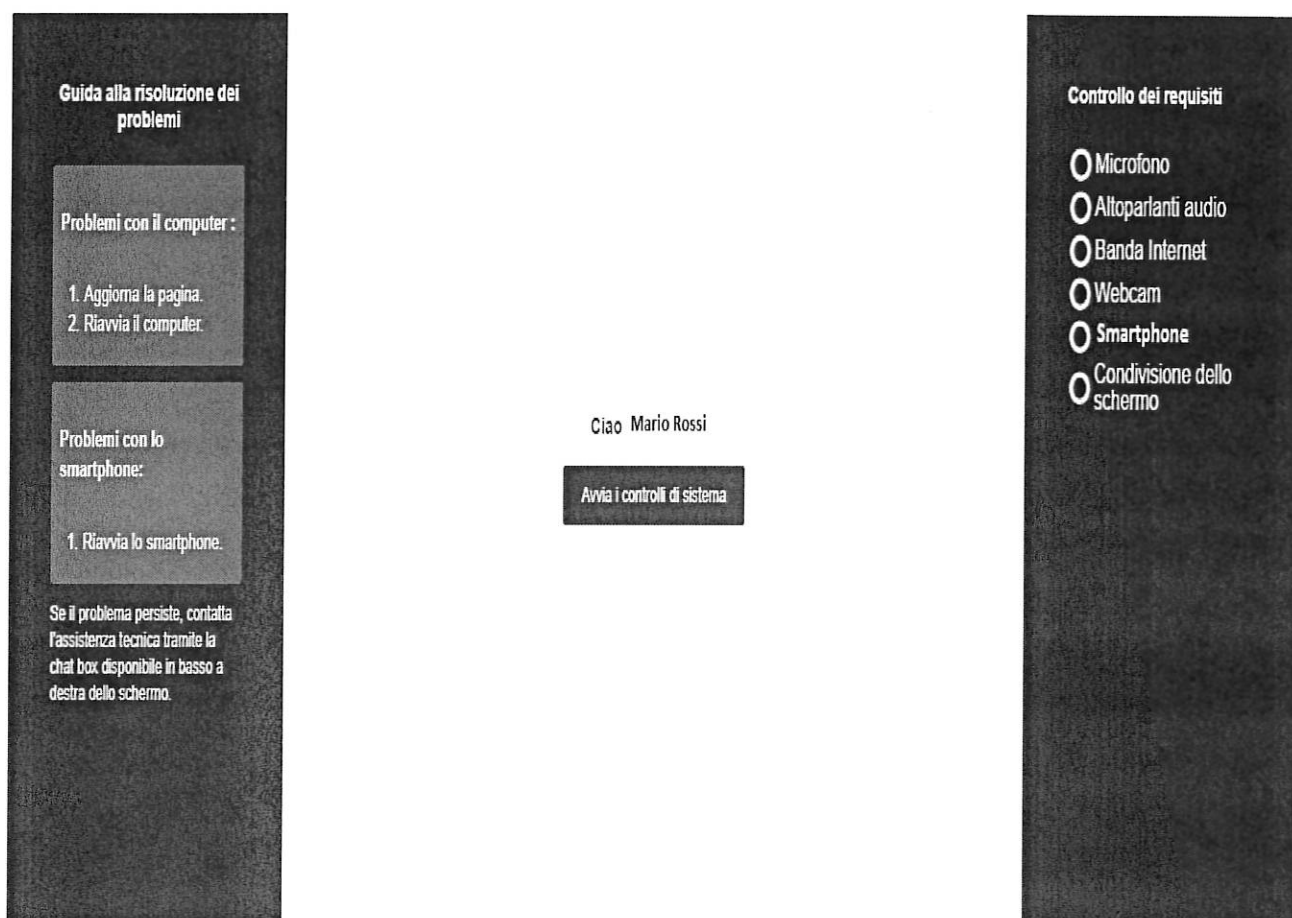 Guida alla risoluzione dei
problemi
Problemi con il computer :
1. Aggiorna la pagina.
2. Riavvia il computer.
Problemi con lo
smartphone:
1. Riavvia lo smartphone.
Se il problema persiste, contatta
l'assistenza tecnica tramite la
chat box disponibile in basso a
destra dello schermo.
Ciao Mario Rossi
Avvia i controlli di sistema
Controllo dei requisiti
Microfono
Altoparlanti audio
Banda Internet
Webcam
Smartphone
Condivisione dello
schermo